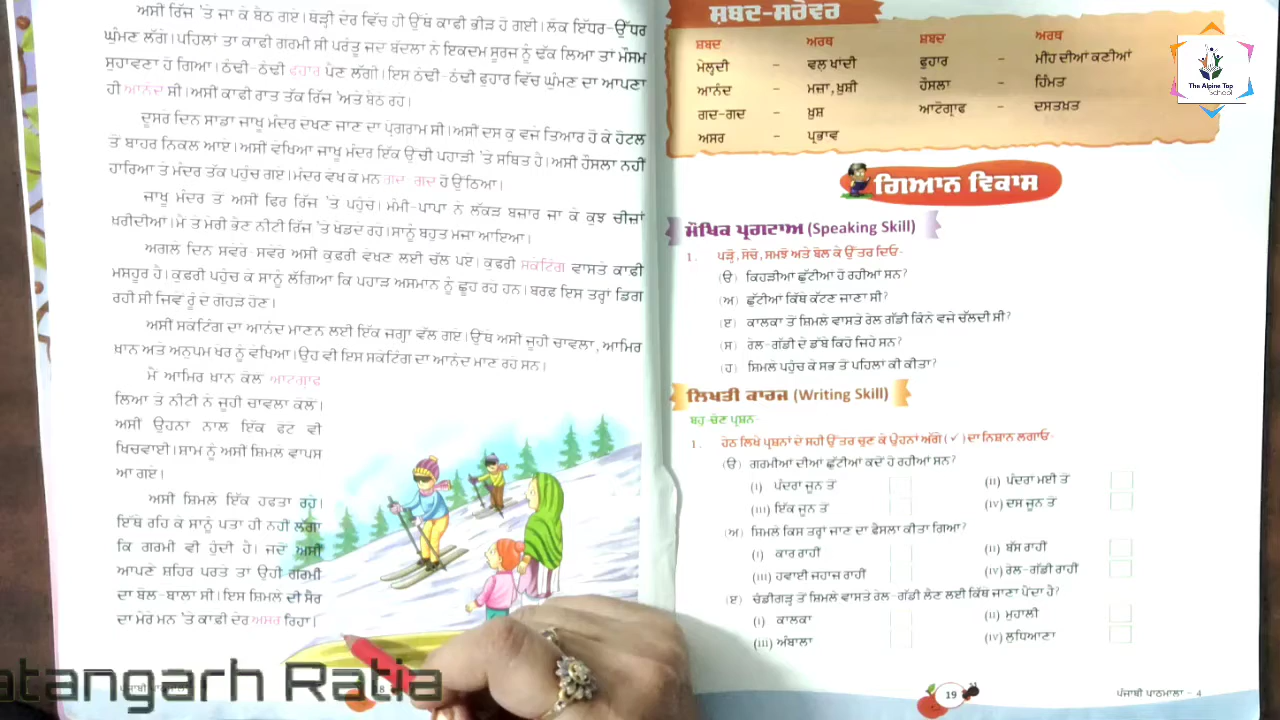 ਅਸੀਂ ਰਿੱਜ 'ਤੇ ਜਾ ਕੇ ਬੈਠ ਗਏ। ਥੋੜ੍ਹੀ ਦੇਰ ਵਿੱਚ ਹੀ ਉੱਥੇ ਕਾਫੀ ਭੀੜ ਹੋ ਗਈ। ਲੋਕ ਇੱਧਰ-ਉੱਧਰ
ਘੁੰਮਣ ਲੱਗੇ। ਪਹਿਲਾਂ ਤਾਂ ਕਾਫੀ ਗਰਮੀ ਸੀ ਪਰੰਤੂ ਜਦ ਬੱਦਲਾਂ ਨੇ ਇਕਦਮ ਸੂਰਜ ਨੂੰ ਢੱਕ ਲਿਆ ਤਾਂ ਮੌਸਮ
ਸੁਹਾਵਣਾ ਹੋ ਗਿਆ। ਠੰਢੀ-ਠੰਢੀ ਫੁਹਾਰ ਪੈਣ ਲੱਗੀ। ਇਸ ਠੰਢੀ-ਠੰਢੀ ਫੁਹਾਰ ਵਿੱਚ ਘੁੰਮਣ ਦਾ ਆਪਣਾ
ਹੀ ਆਨੰਦ ਸੀ। ਅਸੀਂ ਕਾਫੀ ਰਾਤ ਤੱਕ ਰਿੱਜ 'ਅਤੇ ਬੈਠੇ ਰਹੇ।
ਦੂਸਰੇ ਦਿਨ ਸਾਡਾ ਜਾਖੂ ਮੰਦਰ ਦੇਖਣ ਜਾਣ ਦਾ ਪ੍ਰੋਗਰਾਮ ਸੀ। ਅਸੀਂ ਦਸ ਕੁ ਵਜੇ ਤਿਆਰ ਹੋ ਕੇ ਹੋਟਲ
ਤੋਂ ਬਾਹਰ ਨਿਕਲ ਆਏ। ਅਸੀਂ ਵੇਖਿਆ ਜਾਖੂ ਮੰਦਰ ਇੱਕ ਉੱਚੀ ਪਹਾੜੀ 'ਤੇ ਸਥਿਤ ਹੈ। ਅਸੀਂ ਹੌਸਲਾ ਨਹੀਂ
ਹਾਰਿਆ ਤੇ ਮੰਦਰ ਤੱਕ ਪਹੁੰਚ ਗਏ। ਮੰਦਰ ਵੇਖ ਕੇ ਮਨ ਗਦ-ਗਦ ਹੋ ਉੱਠਿਆ।
ਜਾਖੂ ਮੰਦਰ ਤੋਂ ਅਸੀਂ ਫਿਰ ਰਿੱਜ 'ਤੇ ਪਹੁੰਚੇ। ਮੰਮੀ-ਪਾਪਾ ਨੇ ਲੱਕੜ ਬਜ਼ਾਰ ਜਾ ਕੇ ਕੁਝ ਚੀਜ਼ਾਂ
ਖਰੀਦੀਆਂ। ਮੈਂ ਤੇ ਮੇਰੀ ਭੈਣ ਨੀਟੀ ਰਿੱਜ 'ਤੇ ਖੇਡਦੇ ਰਹੇ। ਸਾਨੂੰ ਬਹੁਤ ਮਜ਼ਾ ਆਇਆ।
ਅਗਲੇ ਦਿਨ ਸਵੇਰੇ-ਸਵੇਰੇ ਅਸੀਂ ਕੁਫਰੀ ਵੇਖਣ ਲਈ ਚੱਲ ਪਏ। ਕੁਫਰੀ ਸਕੇਟਿੰਗ ਵਾਸਤੇ ਕਾਫੀ
ਮਸ਼ਹੂਰ ਹੈ। ਕੁਫਰੀ ਪਹੁੰਚ ਕੇ ਸਾਨੂੰ ਲੱਗਿਆ ਕਿ ਪਹਾੜ ਅਸਮਾਨ ਨੂੰ ਛੂਹ ਰਹੇ ਹਨ। ਬਰਫ ਇਸ ਤਰ੍ਹਾਂ ਡਿਗ
ਰਹੀ ਸੀ ਜਿਵੇਂ ਰੂੰ ਦੇ ਗੋਹੜੇ ਹੋਣ।
ਅਸੀਂ ਸਕੇਟਿੰਗ ਦਾ ਆਨੰਦ ਮਾਣਨ ਲਈ ਇੱਕ ਜਗ੍ਹਾ ਵੱਲ ਗਏ। ਉੱਥੇ ਅਸੀਂ ਜੂਹੀ ਚਾਵਲਾ, ਆਮਿਰ
ਖ਼ਾਨ ਅਤੇ ਅਨੁਪਮ ਖੇਰ ਨੂੰ ਵੇਖਿਆ। ਉਹ ਵੀ ਇਸ ਸਕੇਟਿੰਗ ਦਾ ਆਨੰਦ ਮਾਣ ਰਹੇ ਸਨ।
ਮੈਂ ਆਮਿਰ ਖ਼ਾਨ ਕੋਲੋਂ ਆਟੋਗ੍ਰਾਫ
ਲਿਆ ਤੇ ਨੀਟੀ ਨੇ ਜੂਹੀ ਚਾਵਲਾ ਕੋਲੋਂ।
ਅਸੀਂ ਉਹਨਾਂ ਨਾਲ ਇੱਕ ਫੋਟੋ ਵੀ
ਖਿਚਵਾਈ। ਸ਼ਾਮ ਨੂੰ ਅਸੀਂ ਸ਼ਿਮਲੇ ਵਾਪਸ
ਆ ਗਏ।
ਅਸੀਂ ਸ਼ਿਮਲੇ ਇੱਕ ਹਫਤਾ ਰਹੇ।
ਇੱਥੇ ਰਹਿ ਕੇ ਸਾਨੂੰ ਪਤਾ ਹੀ ਨਹੀਂ ਲੱਗਾ
ਕਿ ਗਰਮੀ ਵੀ ਹੁੰਦੀ ਹੈ। ਜਦੋਂ ਅਸੀਂ
ਆਪਣੇ ਸ਼ਹਿਰ ਪਰਤੇ ਤਾਂ ਉਹੀ ਗਰਮੀ
ਦਾ ਬੋਲ-ਬਾਲਾ ਸੀ। ਇਸ ਸ਼ਿਮਲੇ ਦੀ ਸੈਰ
ਦਾ ਮੇਰੇ ਮਨ 'ਤੇ ਕਾਫੀ ਦੇਰ ਅਸਰ ਰਿਹਾ।
atangarh Ratia
ਸ਼ਬਦ-ਸਰੋਵਰ
ਸ਼ਬਦ ਅਰਥ ਸ਼ਬਦ ਅਰਥ
ਮੇਲ੍ਹਦੀ – ਵਲ਼ ਖਾਂਦੀ ਫੁਹਾਰ – ਮੀਂਹ ਦੀਆਂ ਕਣੀਆਂ
ਆਨੰਦ – ਮਜ਼ਾ, ਖ਼ੁਸ਼ੀ ਹੌਸਲਾ – ਹਿੰਮਤ
ਗਦ-ਗਦ – ਖ਼ੁਸ਼ ਆਟੋਗ੍ਰਾਫ – ਦਸਤਖ਼ਤ
ਅਸਰ – ਪ੍ਰਭਾਵ
The Alpine Top
School
ਗਿਆਨ ਵਿਕਾਸ
ਮੌਖਿਕ ਪ੍ਰਗਟਾਅ (Speaking Skill)
1. ਪੜ੍ਹੋ, ਸੋਚੋ, ਸਮਝੋ ਅਤੇ ਬੋਲ ਕੇ ਉੱਤਰ ਦਿਓ-
(ੳ) ਕਿਹੜੀਆਂ ਛੁੱਟੀਆਂ ਹੋ ਰਹੀਆਂ ਸਨ?
(ਅ) ਛੁੱਟੀਆਂ ਕਿੱਥੇ ਕੱਟਣ ਜਾਣਾ ਸੀ?
(ੲ) ਕਾਲਕਾ ਤੋਂ ਸ਼ਿਮਲੇ ਵਾਸਤੇ ਰੇਲ ਗੱਡੀ ਕਿੰਨੇ ਵਜੇ ਚੱਲਦੀ ਸੀ?
(ਸ) ਰੇਲ-ਗੱਡੀ ਦੇ ਡੱਬੇ ਕਿਹੋ ਜਿਹੇ ਸਨ?
(ਹ) ਸ਼ਿਮਲੇ ਪਹੁੰਚ ਕੇ ਸਭ ਤੋਂ ਪਹਿਲਾਂ ਕੀ ਕੀਤਾ?
ਲਿਖਤੀ ਕਾਰਜ (Writing Skill)
ਬਹੁ-ਚੋਣ ਪ੍ਰਸ਼ਨ-
1. ਹੇਠ ਲਿਖੇ ਪ੍ਰਸ਼ਨਾਂ ਦੇ ਸਹੀ ਉੱਤਰ ਚੁਣ ਕੇ ਉਹਨਾਂ ਅੱਗੇ (✓) ਦਾ ਨਿਸ਼ਾਨ ਲਗਾਓ-
(ੳ) ਗਰਮੀਆਂ ਦੀਆਂ ਛੁੱਟੀਆਂ ਕਦੋਂ ਹੋ ਰਹੀਆਂ ਸਨ?
(i) ਪੰਦਰਾਂ ਜੂਨ ਤੋਂ (ii) ਪੰਦਰਾਂ ਮਈ ਤੋਂ
(iii) ਇੱਕ ਜੂਨ ਤੋਂ (iv) ਦਸ ਜੂਨ ਤੋਂ
(ਅ) ਸ਼ਿਮਲੇ ਕਿਸ ਤਰ੍ਹਾਂ ਜਾਣ ਦਾ ਫੈਸਲਾ ਕੀਤਾ ਗਿਆ?
(i) ਕਾਰ ਰਾਹੀਂ (ii) ਬੱਸ ਰਾਹੀਂ
(iii) ਹਵਾਈ ਜਹਾਜ਼ ਰਾਹੀਂ (iv) ਰੇਲ-ਗੱਡੀ ਰਾਹੀਂ
(ੲ) ਚੰਡੀਗੜ੍ਹ ਤੋਂ ਸ਼ਿਮਲੇ ਵਾਸਤੇ ਰੇਲ-ਗੱਡੀ ਲੈਣ ਲਈ ਕਿੱਥੇ ਜਾਣਾ ਪੈਂਦਾ ਹੈ?
(i) ਕਾਲਕਾ (ii) ਮੁਹਾਲੀ
(iii) ਅੰਬਾਲਾ (iv) ਲੁਧਿਆਣਾ
19 ਪੰਜਾਬੀ ਪਾਠਮਾਲਾ - 4